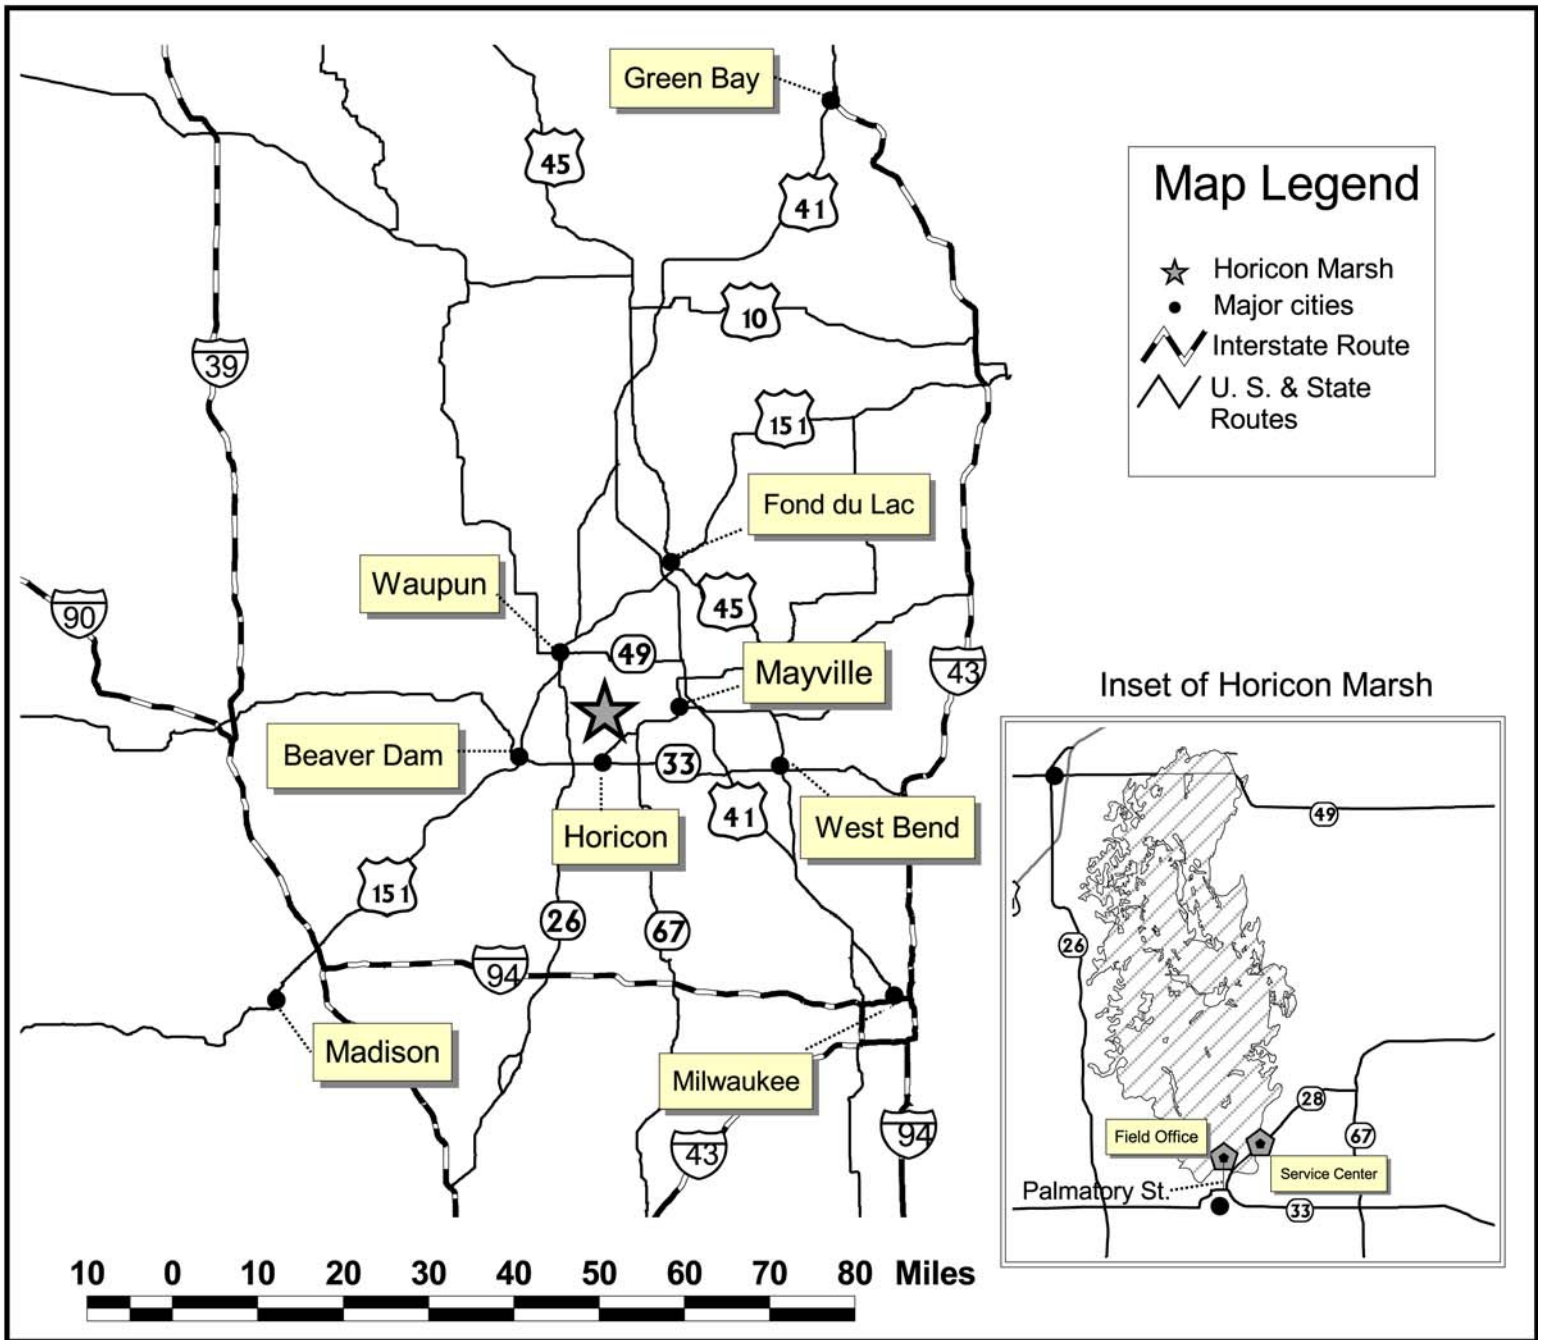 Green Bay
45
41
Map Legend
Horicon Marsh
Major cities
Interstate Route
U. S. & State
Routes
10
39
151
Fond du Lac
Waupun
90
45
49
Mayville
43
Inset of Horicon Marsh
Beaver Dam
33
41
Horicon
West Bend
151
26
67
94
Madison
Milwaukee
43
94
49
26
28
Field Office
67
Service Center
Palmatory St.
33
10 0 10 20 30 40 50 60 70 80 Miles